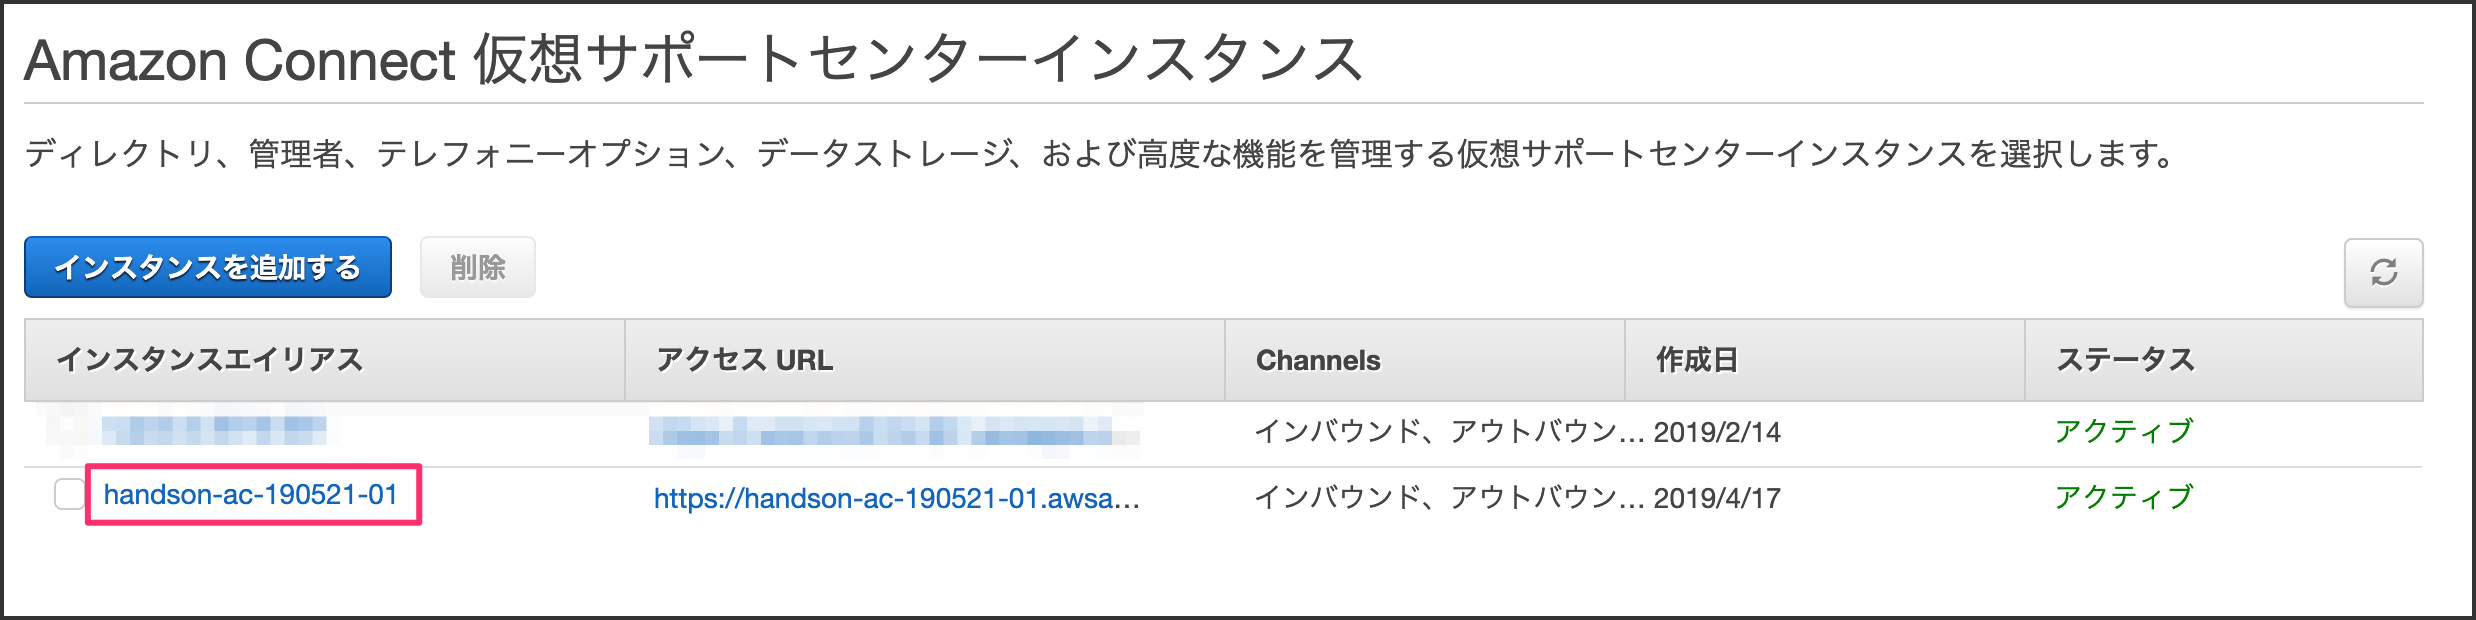 Amazon Connect 仮想サポートセンターインスタンス
ディレクトリ、管理者、テレフォニーオプション、データストレージ、および高度な機能を管理する仮想サポートセンターインスタンスを選択します。
インスタンスを追加する 削除
インスタンスエイリアス アクセス URL Channels 作成日 ステータス
インバウンド、アウトバウン... 2019/2/14 アクティブ
handson-ac-190521-01 https://handson-ac-190521-01.awsa... インバウンド、アウトバウン... 2019/4/17 アクティブ